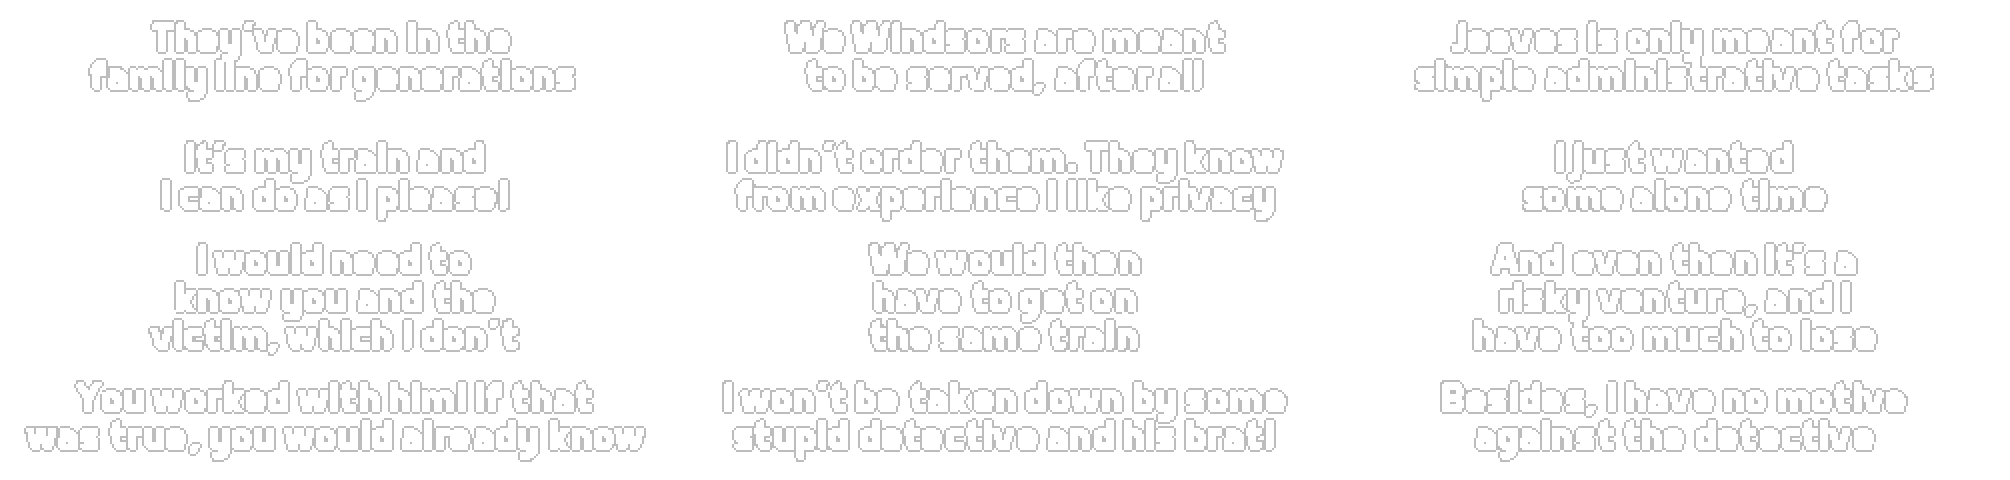 They've been in the
family line for generations
We Windsors are meant
to be served, after all
Jeeves is only meant for
simple administrative tasks
It's my train and
I can do as I please!
I didn't order them. They know
from experience I like privacy
I just wanted
some alone time
I would need to
know you and the
victim, which I don't
We would then
have to get on
the same train
And even then it's a
risky venture, and I
have too much to lose
You worked with him! If that
was true, you would already know
I won't be taken down by some
stupid detective and his brat!
Besides, I have no motive
against the detective